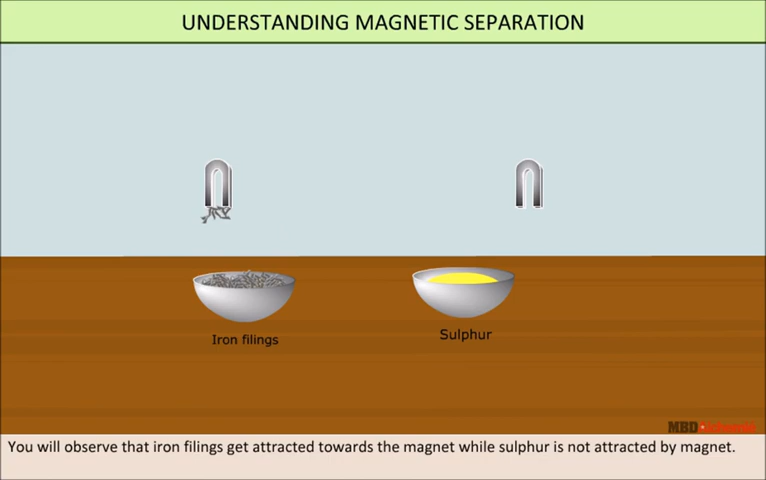 UNDERSTANDING MAGNETIC SEPARATION
Iron filings
Sulphur
MBD
You will observe that iron filings get attracted towards the magnet while sulphur is not attracted by magnet.